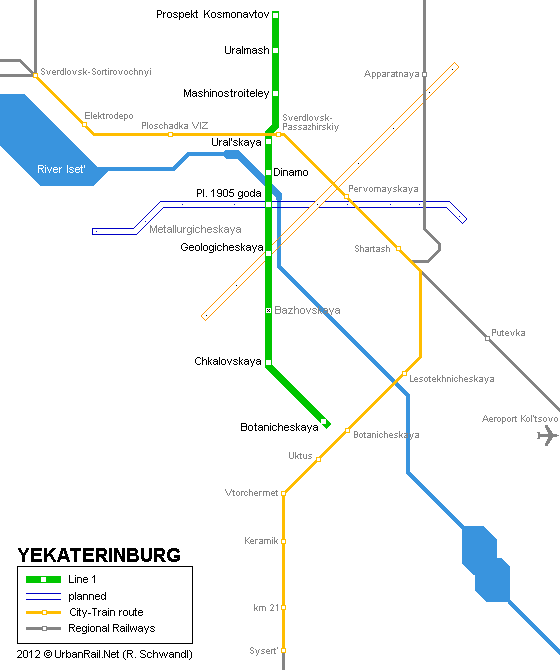 Prospekt Kosmonavtov
Uralmash
Sverdlovsk-Sortirovochnyi
Apparatnaya
Mashinostroiteley
Elektrodepo
Ploschadka VIZ
Sverdlovsk-
Passazhirskiy
Ural'skaya
River Iset'
Dinamo
Pl. 1905 goda
Pervomayskaya
Metallurgicheskaya
Geologicheskaya
Shartash
Bazhovskaya
Putevka
Chkalovskaya
Lesotekhnicheskaya
Aeroport Kol'tsovo
Botanicheskaya
Botanicheskaya
Uktus
Vtorchermet
Keramik
YEKATERINBURG
Line 1
planned
City-Train route
Regional Railways
km 21
2012 © UrbanRail.Net (R. Schwandl)
Sysert'